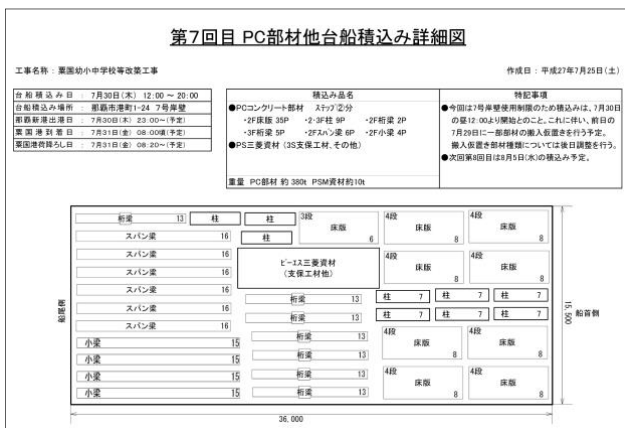 第7回目 PC部材他台船積込み詳細図
工事名称：粟国幼小中学校等改築工事
作成日：平成27年7月25日(土)
台船積込み日：7月30日(木) 12:00 ～ 20:00
台船積込み場所：那覇市港町1-24 7号岸壁
那覇新港出港日：7月30日(木) 23:00～(予定)
粟国港到着日：7月31日(金) 08:00頃(予定)
粟国港荷降ろし日：7月31日(金) 08:20～(予定)
積込み品名
●PCコンクリート部材 ステップ②分
・2F床版 35P ・2-3F柱 9P ・2F桁梁 2P
・3F桁梁 5P ・2Fスパン梁 6P ・2F小梁 4P
●PS三菱資材 (3S支保工材、その他)
重量 PC部材 約 380t PSM資材約10t
特記事項
●今回は7号岸壁使用制限のため積込みは、7月30日
の昼12:00より開始とのこと。これに伴い、前日の
7月29日に一部部材の搬入仮置きを行う予定。
搬入仮置き部材種類については後日調整を行う。
●次回第8回目は8月5日(水)の積込み予定。
桁梁 13 柱 柱 3段 床版 6 4段 床版 8 4段 床版 8
スパン梁 16 柱
スパン梁 16 ピーエス三菱資材 4段 床版 8 4段 床版 8
スパン梁 16 (支保工材他)
スパン梁 16 桁梁 13 柱 7 柱 7 柱 7
スパン梁 16 桁梁 13 柱 7 柱 7 柱 7
スパン梁 16
小梁 15 桁梁 13 4段 床版 8 4段 床版 8
小梁 15 桁梁 13
小梁 15 桁梁 13 4段 床版 8 4段 床版 8
小梁 15 桁梁 13
船尾側
15,500
船首側
36,000